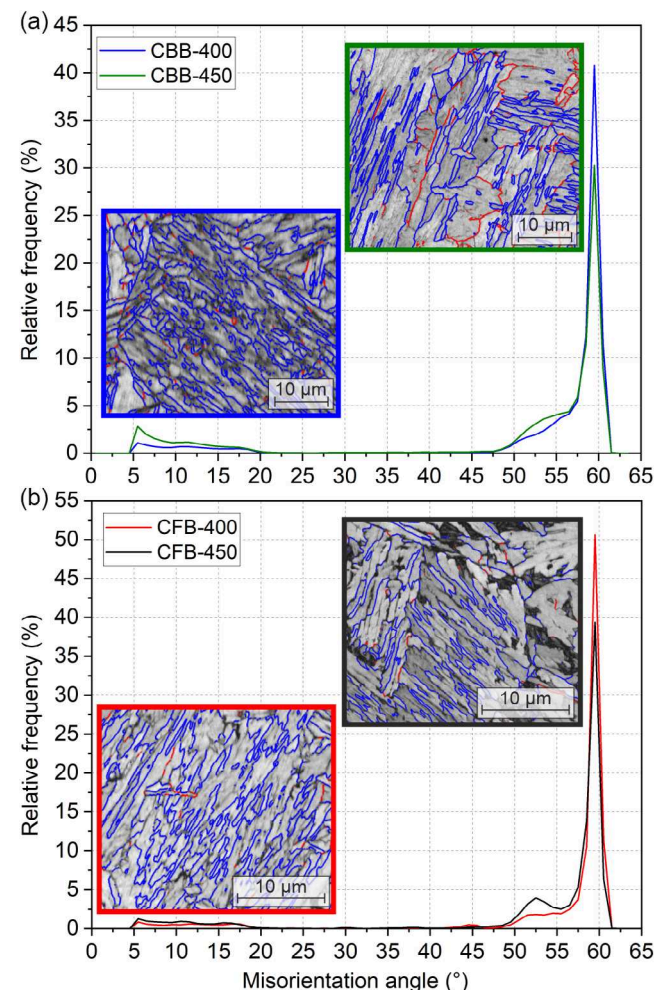 (a)
45
40
35
30
25
20
15
10
5
0
Relative frequency (%)
CBB-400
CBB-450
10 µm
10 µm
0 5 10 15 20 25 30 35 40 45 50 55 60 65
(b)
55
50
45
40
35
30
25
20
15
10
5
0
Relative frequency (%)
CFB-400
CFB-450
10 µm
10 µm
0 5 10 15 20 25 30 35 40 45 50 55 60 65
Misorientation angle (°)